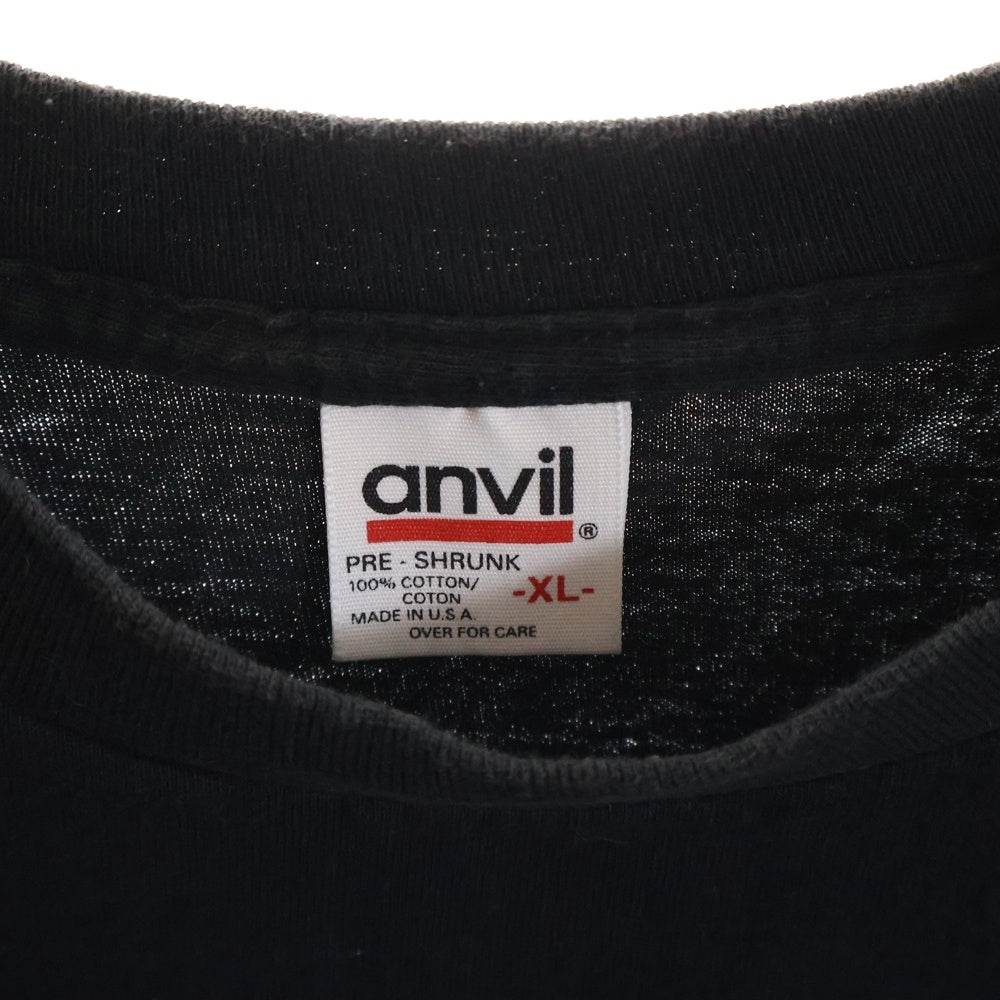 anvil®
PRE - SHRUNK
100% COTTON/
COTON
-XL-
MADE IN U.S.A.
OVER FOR CARE